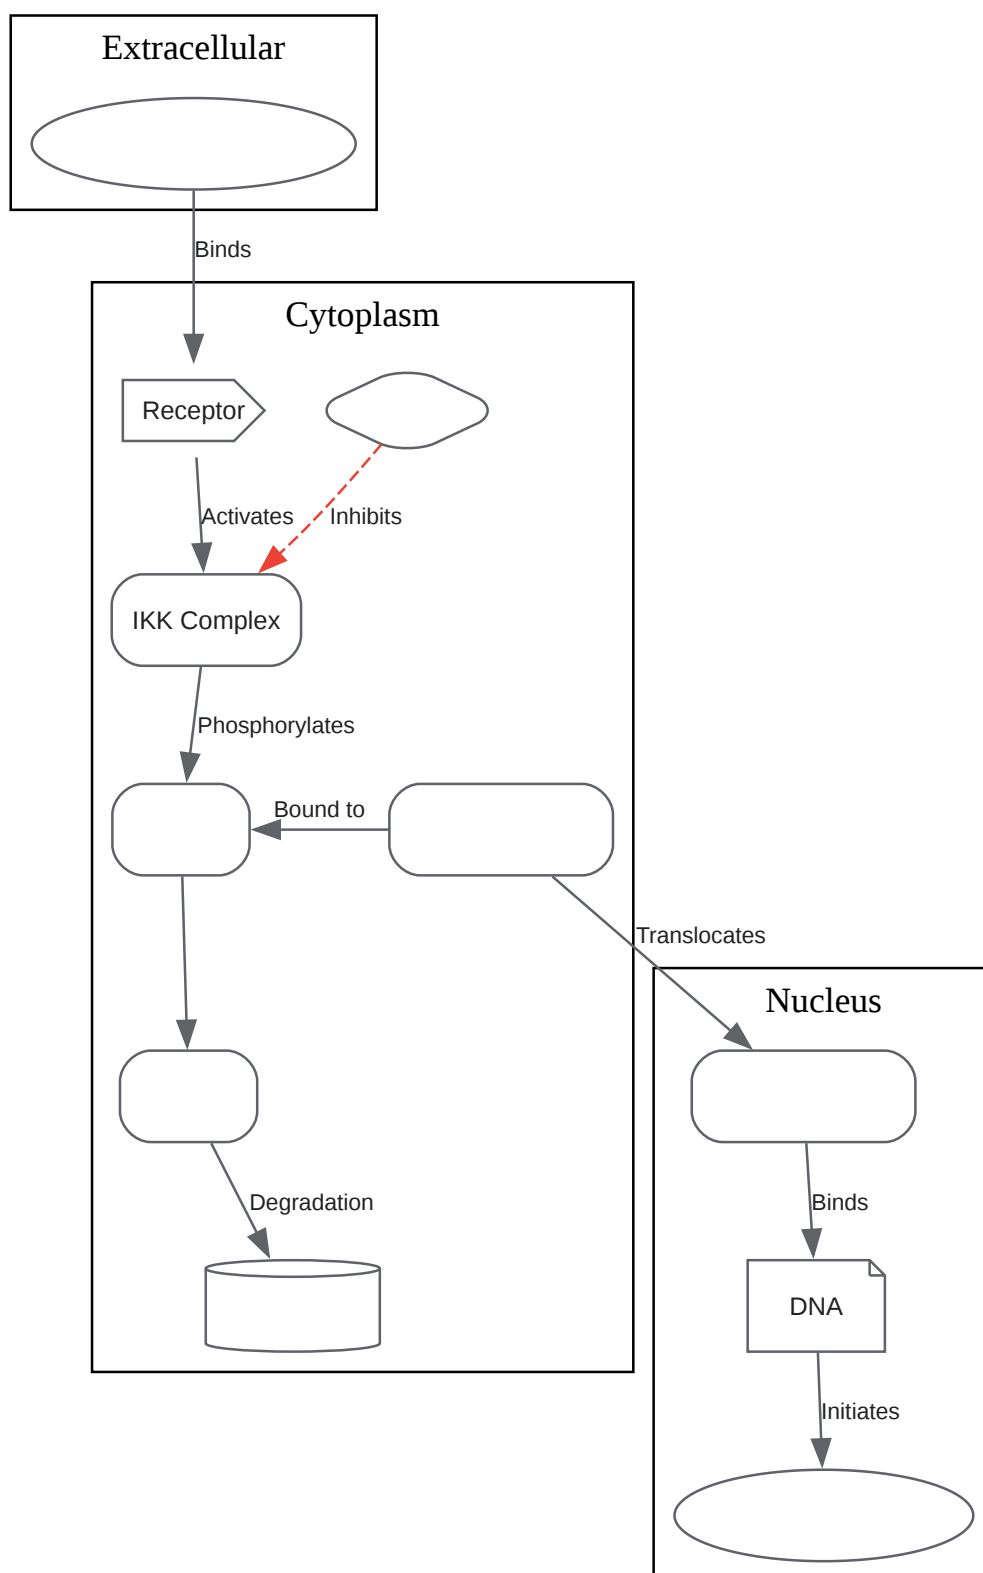 Extracellular
Binds
Cytoplasm
Receptor
Activates
Inhibits
IKK Complex
Phosphorylates
Bound to
Translocates
Nucleus
Degradation
Binds
DNA
Initiates